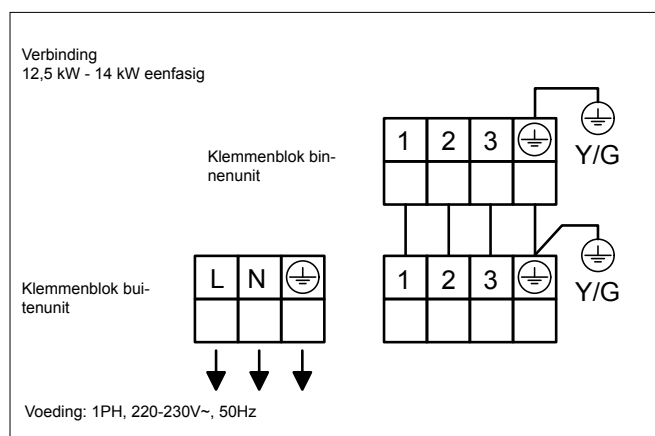 Verbinding
12,5 kW - 14 kW eenfasig
1 2 3
Y/G
Klemmenblok bin-
nenunit
L N
1 2 3
Y/G
Klemmenblok bui-
tenunit
Voeding: 1PH, 220-230V~, 50Hz